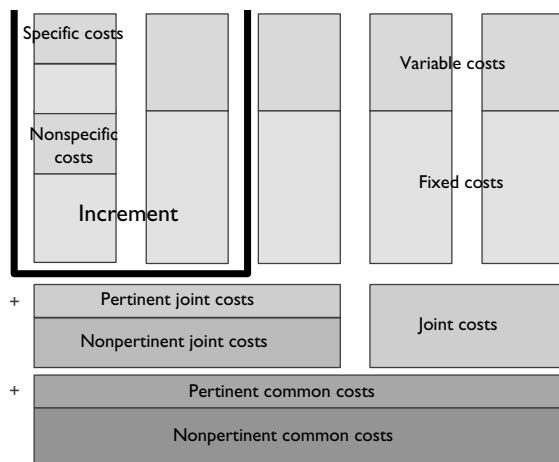 Specific costs
Variable costs
Nonspecific
costs
Fixed costs
Increment
+ Pertinent joint costs
Nonpertinent joint costs
Joint costs
+ Pertinent common costs
Nonpertinent common costs